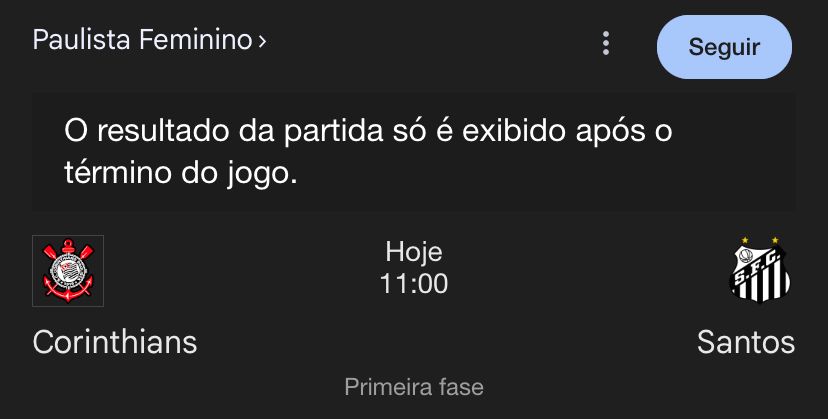 Paulista Feminino ›
Seguir
O resultado da partida só é exibido após o
término do jogo.
Hoje
11:00
S.F.C.
Corinthians
Santos
Primeira fase